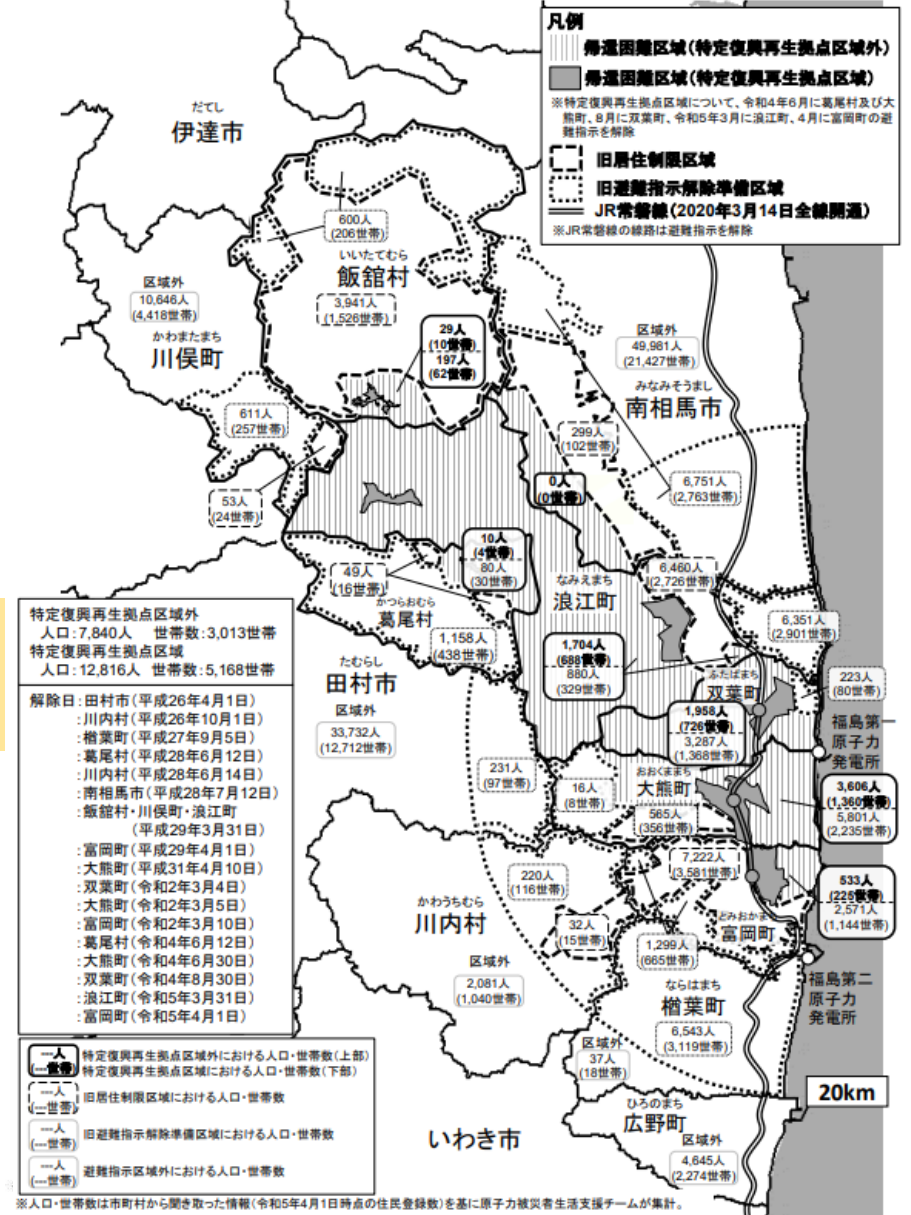 凡例
帰還困難区域(特定復興再生拠点区域外)
帰還困難区域(特定復興再生拠点区域)
※特定復興再生拠点区域について、令和4年6月に葛尾村及び大
熊町、8月に双葉町、令和5年3月に浪江町、4月に富岡町の避
難指示を解除
旧居住制限区域
旧避難指示解除準備区域
JR常磐線(2020年3月14日全線開通)
※JR常磐線の線路は避難指示を解除
だてし
伊達市
600人
(206世帯)
いいたてむら
飯舘村
3,941人
(1,526世帯)
区域外
10,646人
(4,418世帯)
かわまたまち
川俣町
29人
(10世帯)
197人
(62世帯)
区域外
49,981人
(21,427世帯)
みなみそうまし
南相馬市
611人
(257世帯)
299人
(102世帯)
53人
(24世帯)
0人
(0世帯)
6,751人
(2,763世帯)
10人
(4世帯)
80人
(30世帯)
49人
(16世帯)
かつらおむら
葛尾村
1,158人
(438世帯)
なみえまち
浪江町
6,460人
(2,726世帯)
6,351人
(2,901世帯)
1,704人
(688世帯)
880人
(329世帯)
ふたばまち
双葉町
223人
(80世帯)
福島第一
原子力
発電所
1,958人
(726世帯)
3,287人
(1,368世帯)
たむらし
田村市
区域外
33,732人
(12,712世帯)
231人
(97世帯)
16人
(8世帯)
おおくままち
大熊町
565人
(356世帯)
3,606人
(1,360世帯)
5,801人
(2,235世帯)
7,222人
(3,581世帯)
533人
(225世帯)
2,571人
(1,144世帯)
220人
(116世帯)
かわうちむら
川内村
32人
(15世帯)
とみおかま
富岡町
1,299人
(665世帯)
区域外
2,081人
(1,040世帯)
ならはまち
楢葉町
6,543人
(3,119世帯)
福島第二
原子力
発電所
区域外
37人
(18世帯)
20km
ひろのまち
広野町
区域外
4,645人
(2,274世帯)
いわき市
特定復興再生拠点区域外
人口:7,840人 世帯数:3,013世帯
特定復興再生拠点区域
人口:12,816人 世帯数:5,168世帯
解除日:田村市(平成26年4月1日)
:川内村(平成26年10月1日)
:楢葉町(平成27年9月5日)
:葛尾村(平成28年6月12日)
:川内村(平成28年6月14日)
:南相馬市(平成28年7月12日)
:飯舘村・川俣町・浪江町
(平成29年3月31日)
:富岡町(平成29年4月1日)
:大熊町(平成31年4月10日)
:双葉町(令和2年3月4日)
:大熊町(令和2年3月5日)
:富岡町(令和2年3月10日)
:葛尾村(令和4年6月12日)
:大熊町(令和4年6月30日)
:双葉町(令和4年8月30日)
:浪江町(令和5年3月31日)
:富岡町(令和5年4月1日)
---人
(---世帯)
特定復興再生拠点区域外における人口・世帯数(上部)
特定復興再生拠点区域における人口・世帯数(下部)
---人
(---世帯)
旧居住制限区域における人口・世帯数
---人
(---世帯)
旧避難指示解除準備区域における人口・世帯数
---人
(---世帯)
避難指示区域外における人口・世帯数
※人口・世帯数は市町村から聞き取った情報(令和5年4月1日時点の住民登録数)を基に原子力被災者生活支援チームが集計。